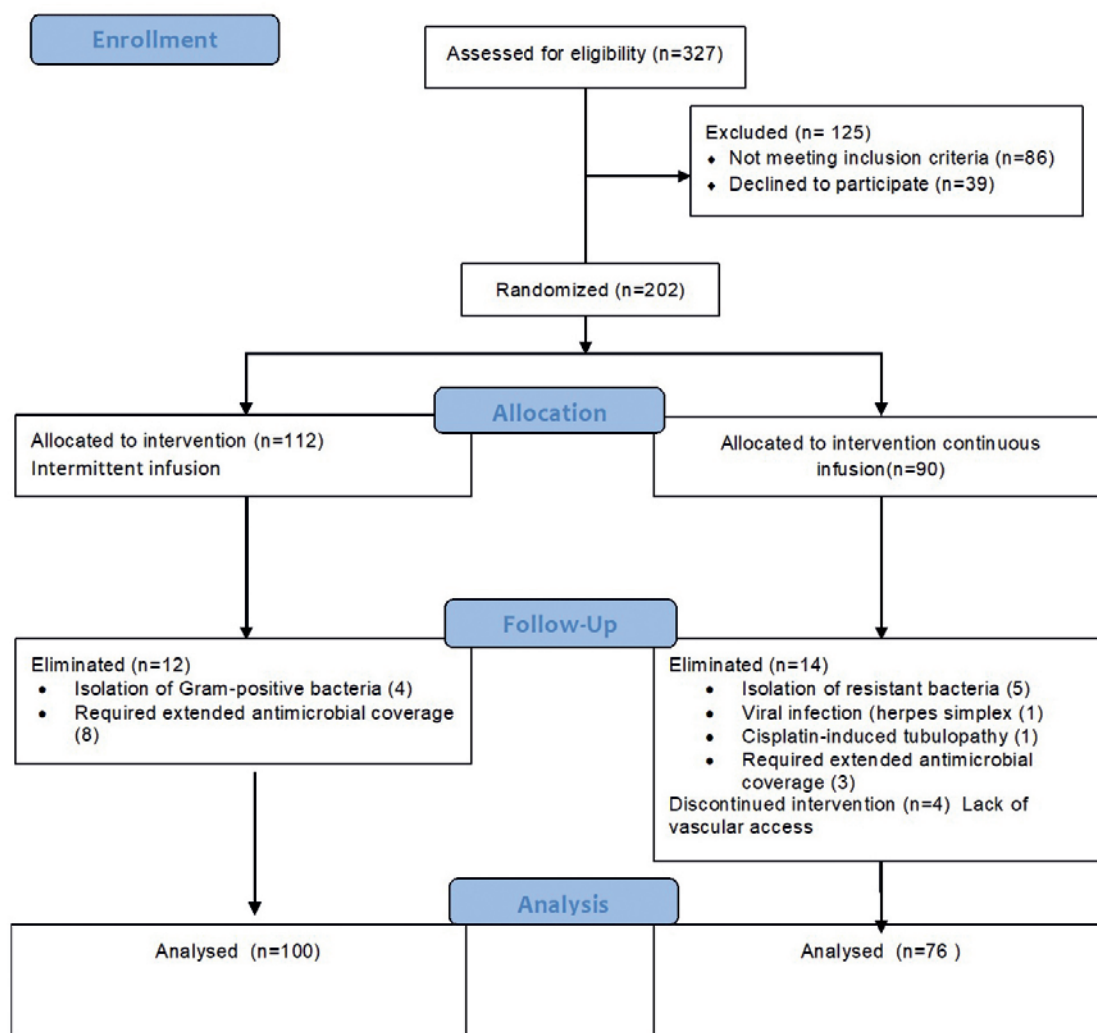 Enrollment
Assessed for eligibility (n=327)
Excluded (n= 125)
♦ Not meeting inclusion criteria (n=86)
♦ Declined to participate (n=39)
Randomized (n=202)
Allocation
Allocated to intervention (n=112)
Intermittent infusion
Allocated to intervention continuous
infusion(n=90)
Follow-Up
Eliminated (n=12)
• Isolation of Gram-positive bacteria (4)
• Required extended antimicrobial coverage
(8)
Eliminated (n=14)
• Isolation of resistant bacteria (5)
• Viral infection (herpes simplex (1)
• Cisplatin-induced tubulopathy (1)
• Required extended antimicrobial
coverage (3)
Discontinued intervention (n=4) Lack of
vascular access
Analysis
Analysed (n=100)
Analysed (n=76 )